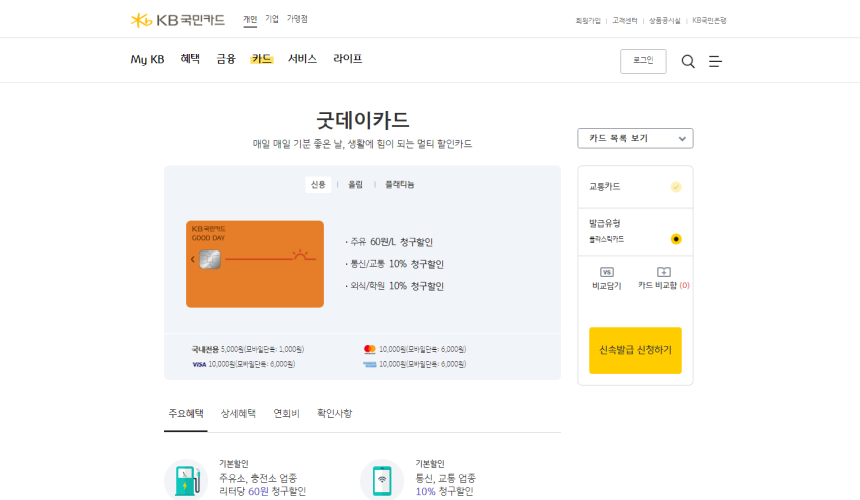 KB국민카드
개인 기업 가맹점
회원가입 | 고객센터 | 상품공시실 | KB국민은행
My KB 혜택 금융 카드 서비스 라이프
로그인
굿데이카드
매일 매일 기분 좋은 날, 생활에 힘이 되는 멀티 할인카드
카드 목록 보기
신용 | 올림 | 플래티늄
KB국민카드
GOOD DAY
· 주유 60원/L 청구할인
· 통신/교통 10% 청구할인
· 외식/학원 10% 청구할인
국내전용 5,000원(모바일단독: 1,000원)
10,000원(모바일단독: 6,000원)
VISA 10,000원(모바일단독: 6,000원)
10,000원(모바일단독: 6,000원)
교통카드
발급유형
플라스틱카드
VS
비교담기
카드 비교함 (0)
신속발급 신청하기
주요혜택 상세혜택 연회비 확인사항
기본할인
주유소, 충전소 업종
리터당 60원 청구할인
기본할인
통신, 교통 업종
10% 청구할인